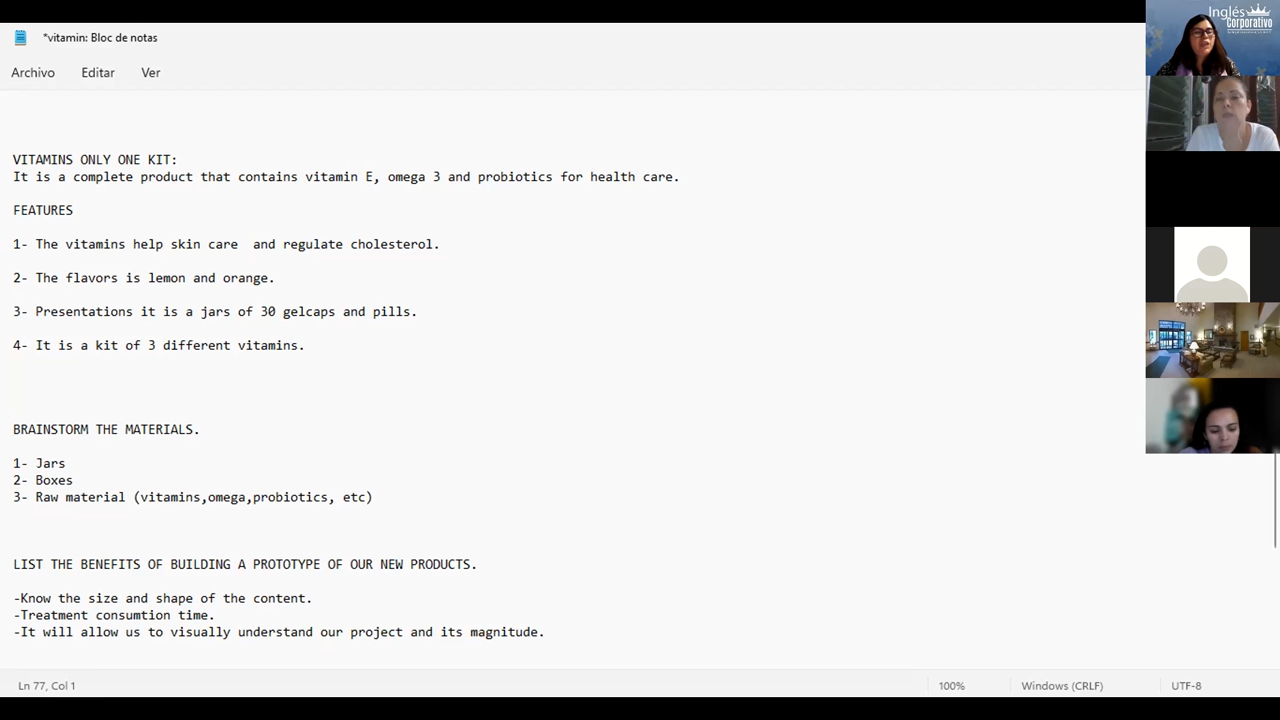 *vitamin: Bloc de notas
Archivo Editar Ver
VITAMINS ONLY ONE KIT:
It is a complete product that contains vitamin E, omega 3 and probiotics for health care.
FEATURES
1- The vitamins help skin care  and regulate cholesterol.
2- The flavors is lemon and orange.
3- Presentations it is a jars of 30 gelcaps and pills.
4- It is a kit of 3 different vitamins.
BRAINSTORM THE MATERIALS.
1- Jars
2- Boxes
3- Raw material (vitamins,omega,probiotics, etc)
LIST THE BENEFITS OF BUILDING A PROTOTYPE OF OUR NEW PRODUCTS.
-Know the size and shape of the content.
-Treatment consumtion time.
-It will allow us to visually understand our project and its magnitude.
Ln 77, Col 1 100% Windows (CRLF) UTF-8
Inglés
Corporativo